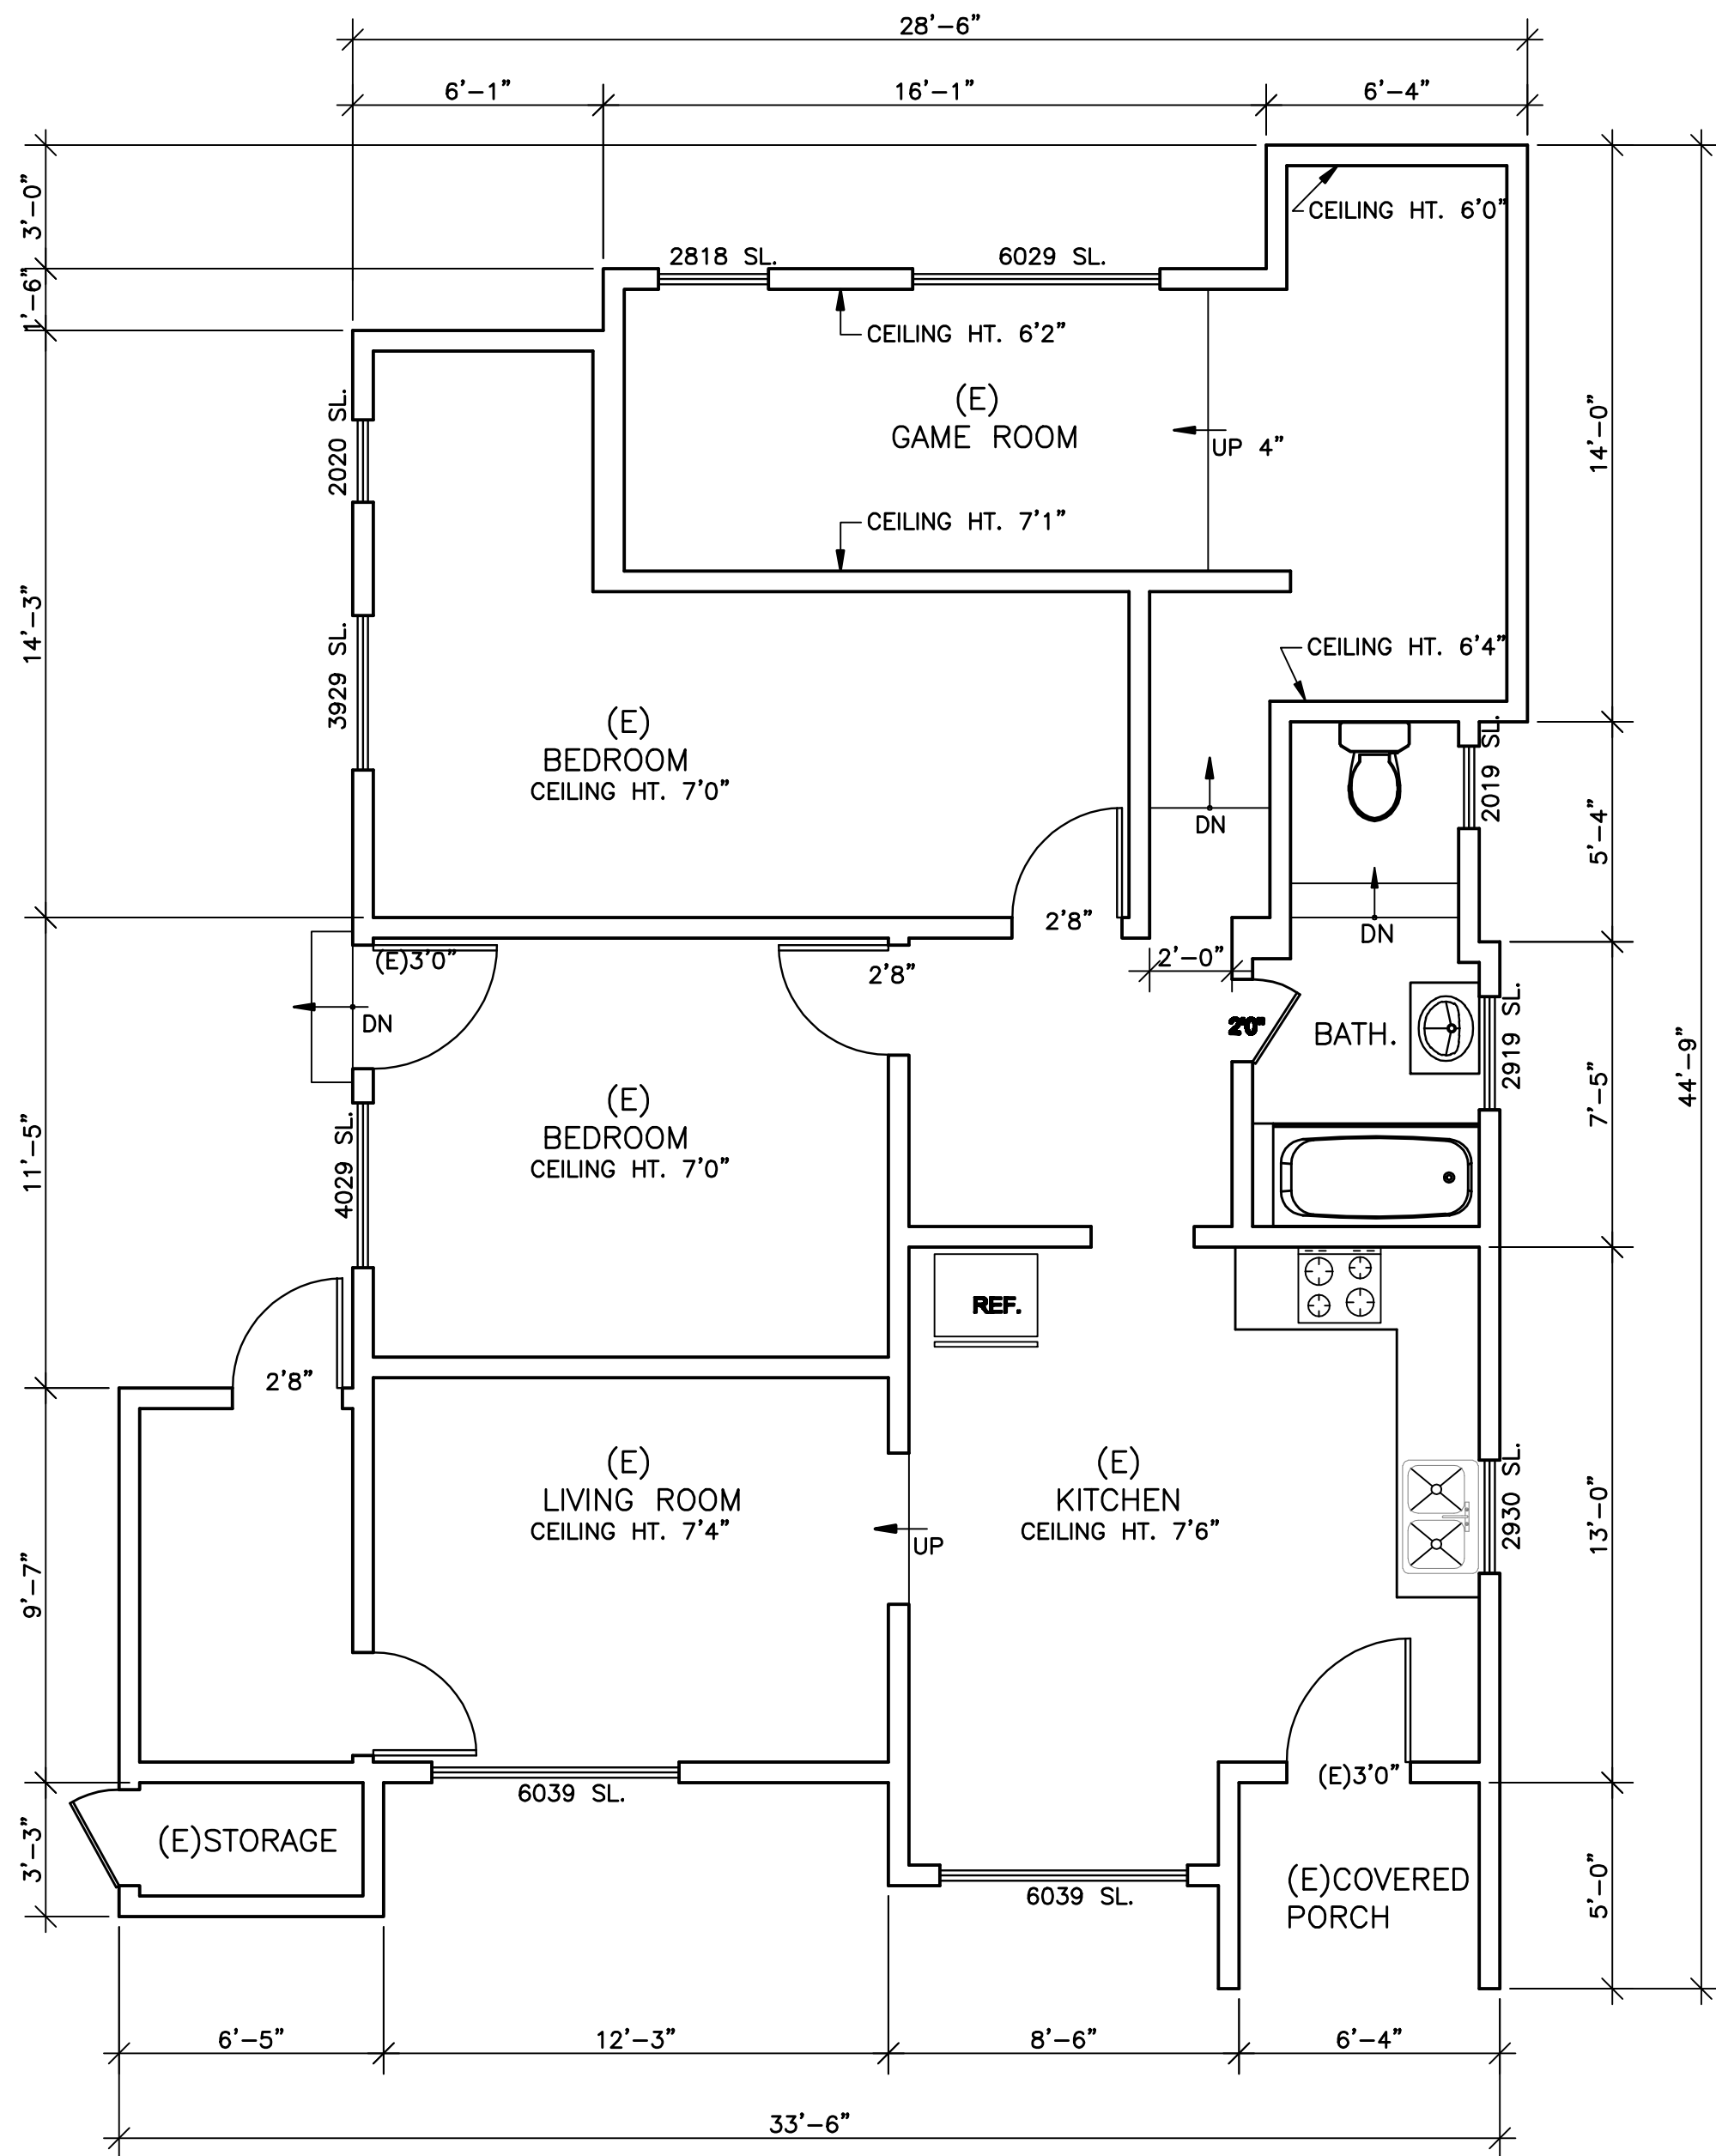 28'-6"
6'-1"
16'-1"
6'-4"
3'-0"
1'-6"
14'-3"
11'-5"
9'-7"
3'-3"
CEILING HT. 6'0"
2818 SL.
6029 SL.
CEILING HT. 6'2"
(E)
GAME ROOM
UP 4"
CEILING HT. 7'1"
2020 SL.
3929 SL.
CEILING HT. 6'4"
14'-0"
(E)
BEDROOM
CEILING HT. 7'0"
DN
2019 SL.
5'-4"
2'8"
DN
(E)3'0"
2'8"
2'-0"
DN
2'0"
BATH.
2919 SL.
44'-9"
7'-5"
(E)
BEDROOM
CEILING HT. 7'0"
4029 SL.
REF.
2'8"
(E)
LIVING ROOM
CEILING HT. 7'4"
UP
(E)
KITCHEN
CEILING HT. 7'6"
2930 SL.
13'-0"
6039 SL.
(E)3'0"
(E)STORAGE
6039 SL.
(E)COVERED
PORCH
5'-0"
6'-5"
12'-3"
8'-6"
6'-4"
33'-6"